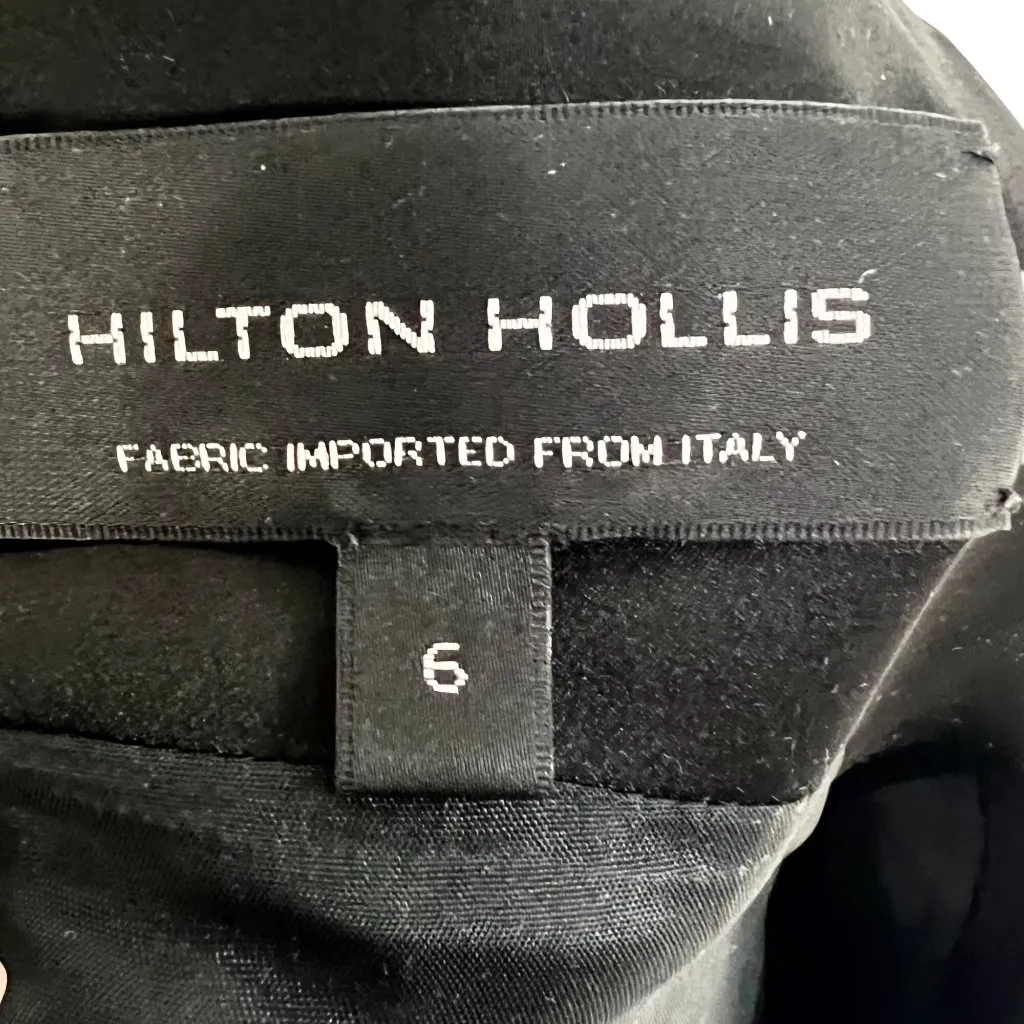 HILTON HOLLIS
FABRIC IMPORTED FROM ITALY
6